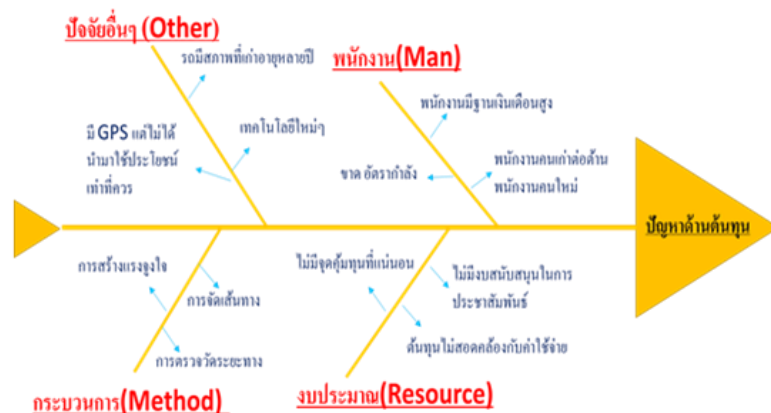 ปัจจัยอื่นๆ (Other)
รถมีสภาพที่เก่าอายุหลายปี
มี GPS แต่ไม่ได้
นำมาใช้ประโยชน์
เท่าที่ควร
เทคโนโลยีใหม่ๆ
พนักงาน(Man)
พนักงานมีฐานเงินเดือนสูง
ขาด อัตรากำลัง
พนักงานคนเก่าต่อต้าน
พนักงานคนใหม่
ปัญหาด้านต้นทุน
การสร้างแรงจูงใจ
การจัดเส้นทาง
การตรวจวัดระยะทาง
กระบวนการ(Method)
ไม่มีจุดคุ้มทุนที่แน่นอน
ไม่มีงบสนับสนุนในการ
ประชาสัมพันธ์
ต้นทุนไม่สอดคล้องกับค่าใช้จ่าย
งบประมาณ(Resource)